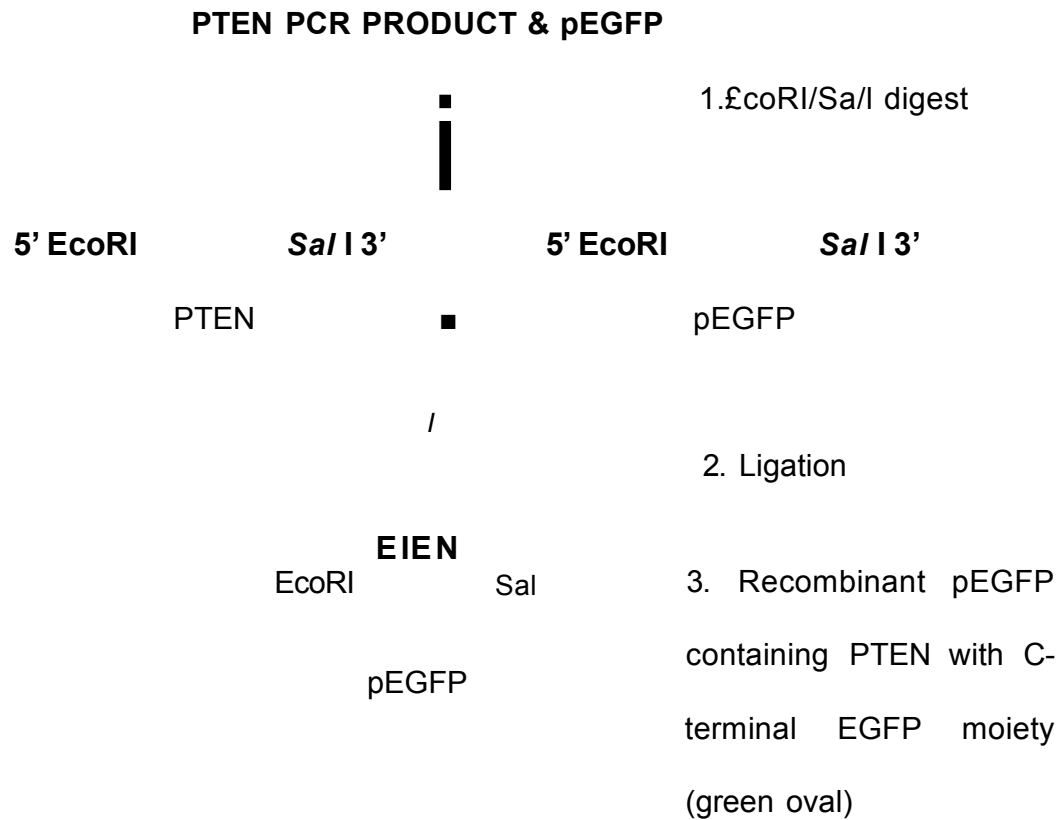 PTEN PCR PRODUCT & pEGFP
1.£coRI/Sa/I digest
5’ EcoRI Sal I 3’ 5’ EcoRI Sal I 3’
PTEN pEGFP
2. Ligation
EIEN
EcoRI Sal
pEGFP
3. Recombinant pEGFP
containing PTEN with C-
terminal EGFP moiety
(green oval)